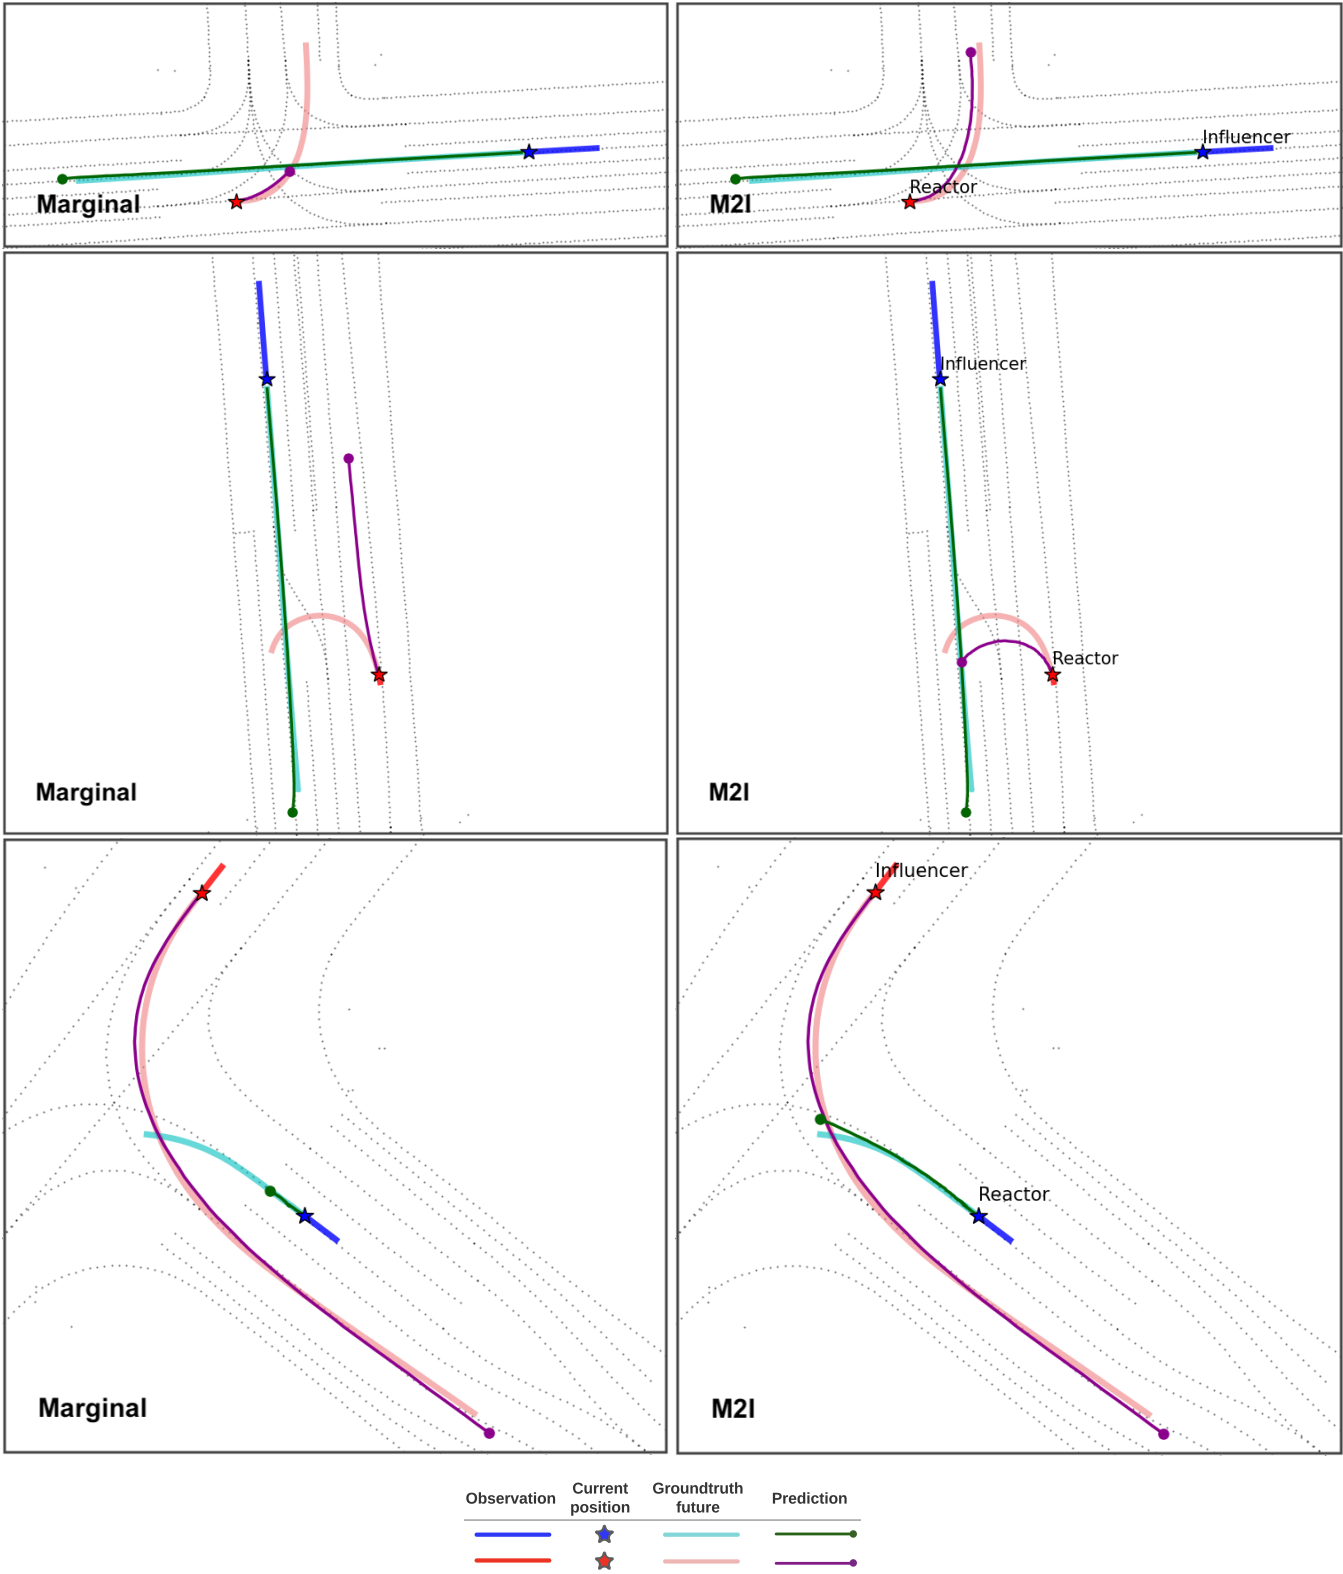 Marginal
Influencer
Reactor
M2I
Marginal
Influencer
Reactor
M2I
Marginal
Influencer
Reactor
M2I
Observation
Current position
Groundtruth future
Prediction